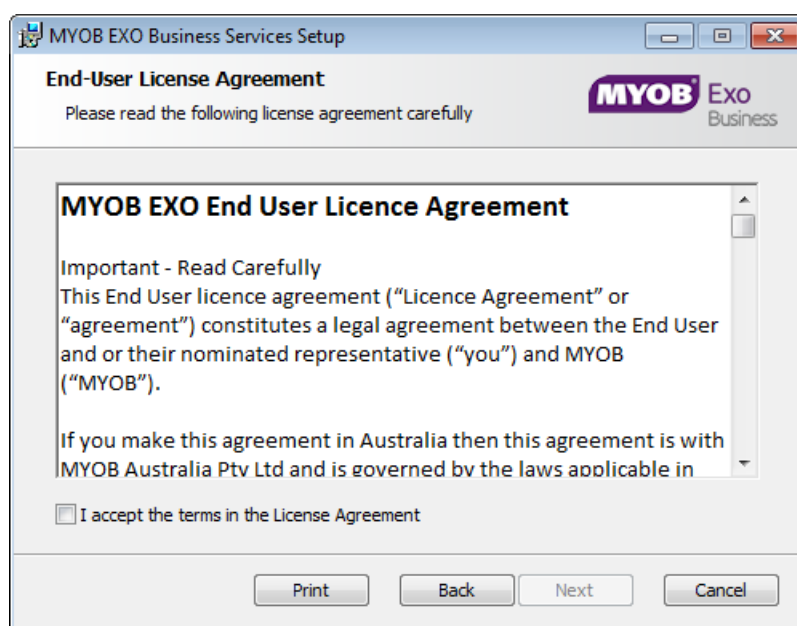 MYOB EXO Business Services Setup
End-User License Agreement
Please read the following license agreement carefully
MYOB Exo
Business
MYOB EXO End User Licence Agreement
Important - Read Carefully
This End User licence agreement (“Licence Agreement” or
“agreement”) constitutes a legal agreement between the End User
and or their nominated representative (“you”) and MYOB
(“MYOB”).
If you make this agreement in Australia then this agreement is with
MYOB Australia Pty Ltd and is governed by the laws applicable in
I accept the terms in the License Agreement
Print Back Next Cancel